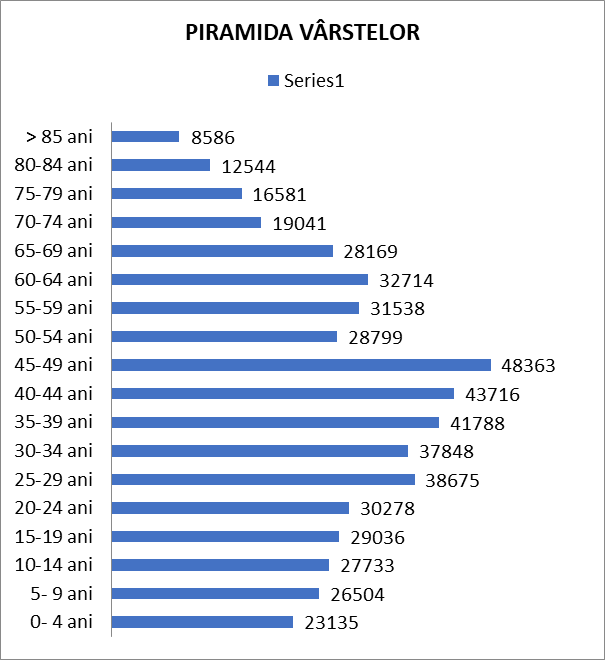 PIRAMIDA VÂRSTELOR
Series1
> 85 ani 8586
80-84 ani 12544
75-79 ani 16581
70-74 ani 19041
65-69 ani 28169
60-64 ani 32714
55-59 ani 31538
50-54 ani 28799
45-49 ani 48363
40-44 ani 43716
35-39 ani 41788
30-34 ani 37848
25-29 ani 38675
20-24 ani 30278
15-19 ani 29036
10-14 ani 27733
5- 9 ani 26504
0- 4 ani 23135